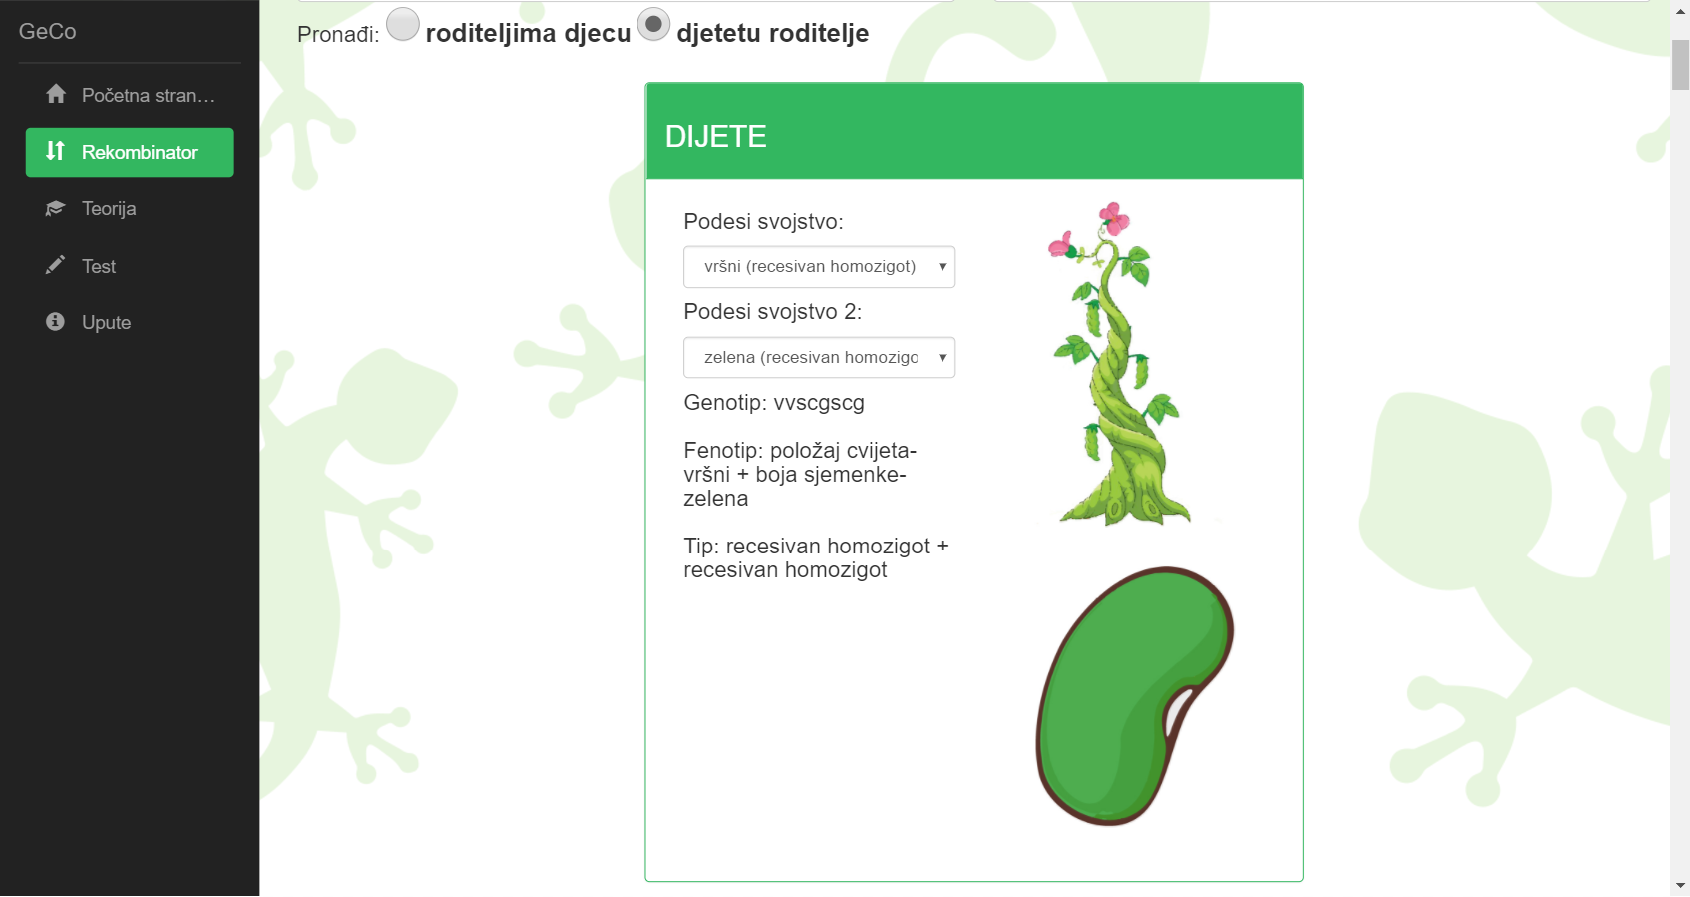 GeCo
Početna stran...
Rekombinator
Teorija
Test
Upute
Pronađi: roditeljima djecu djetetu roditelje
DIJETE
Podesi svojstvo:
vršni (recesivan homozigot)
Podesi svojstvo 2:
zelena (recesivan homozigo
Genotip: vvscgscg
Fenotip: položaj cvijeta-
vršni + boja sjemenke-
zelena
Tip: recesivan homozigot +
recesivan homozigot